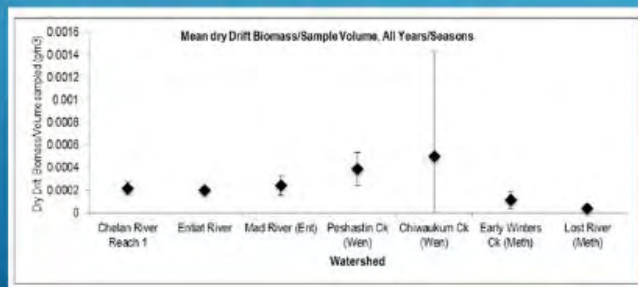 Mean dry Drift Biomass/Sample Volume, All Years/Seasons
Dry Drift Biomass/Volume sampled (gm3)
0.0016
0.0014
0.0012
0.001
0.0008
0.0006
0.0004
0.0002
0
Chelan River Reach 1
Entiat River
Mad River (Ent)
Peshastin Ck (Wen)
Chiwaukum Ck (Wen)
Early Winters Ck (Meth)
Lost River (Meth)
Watershed